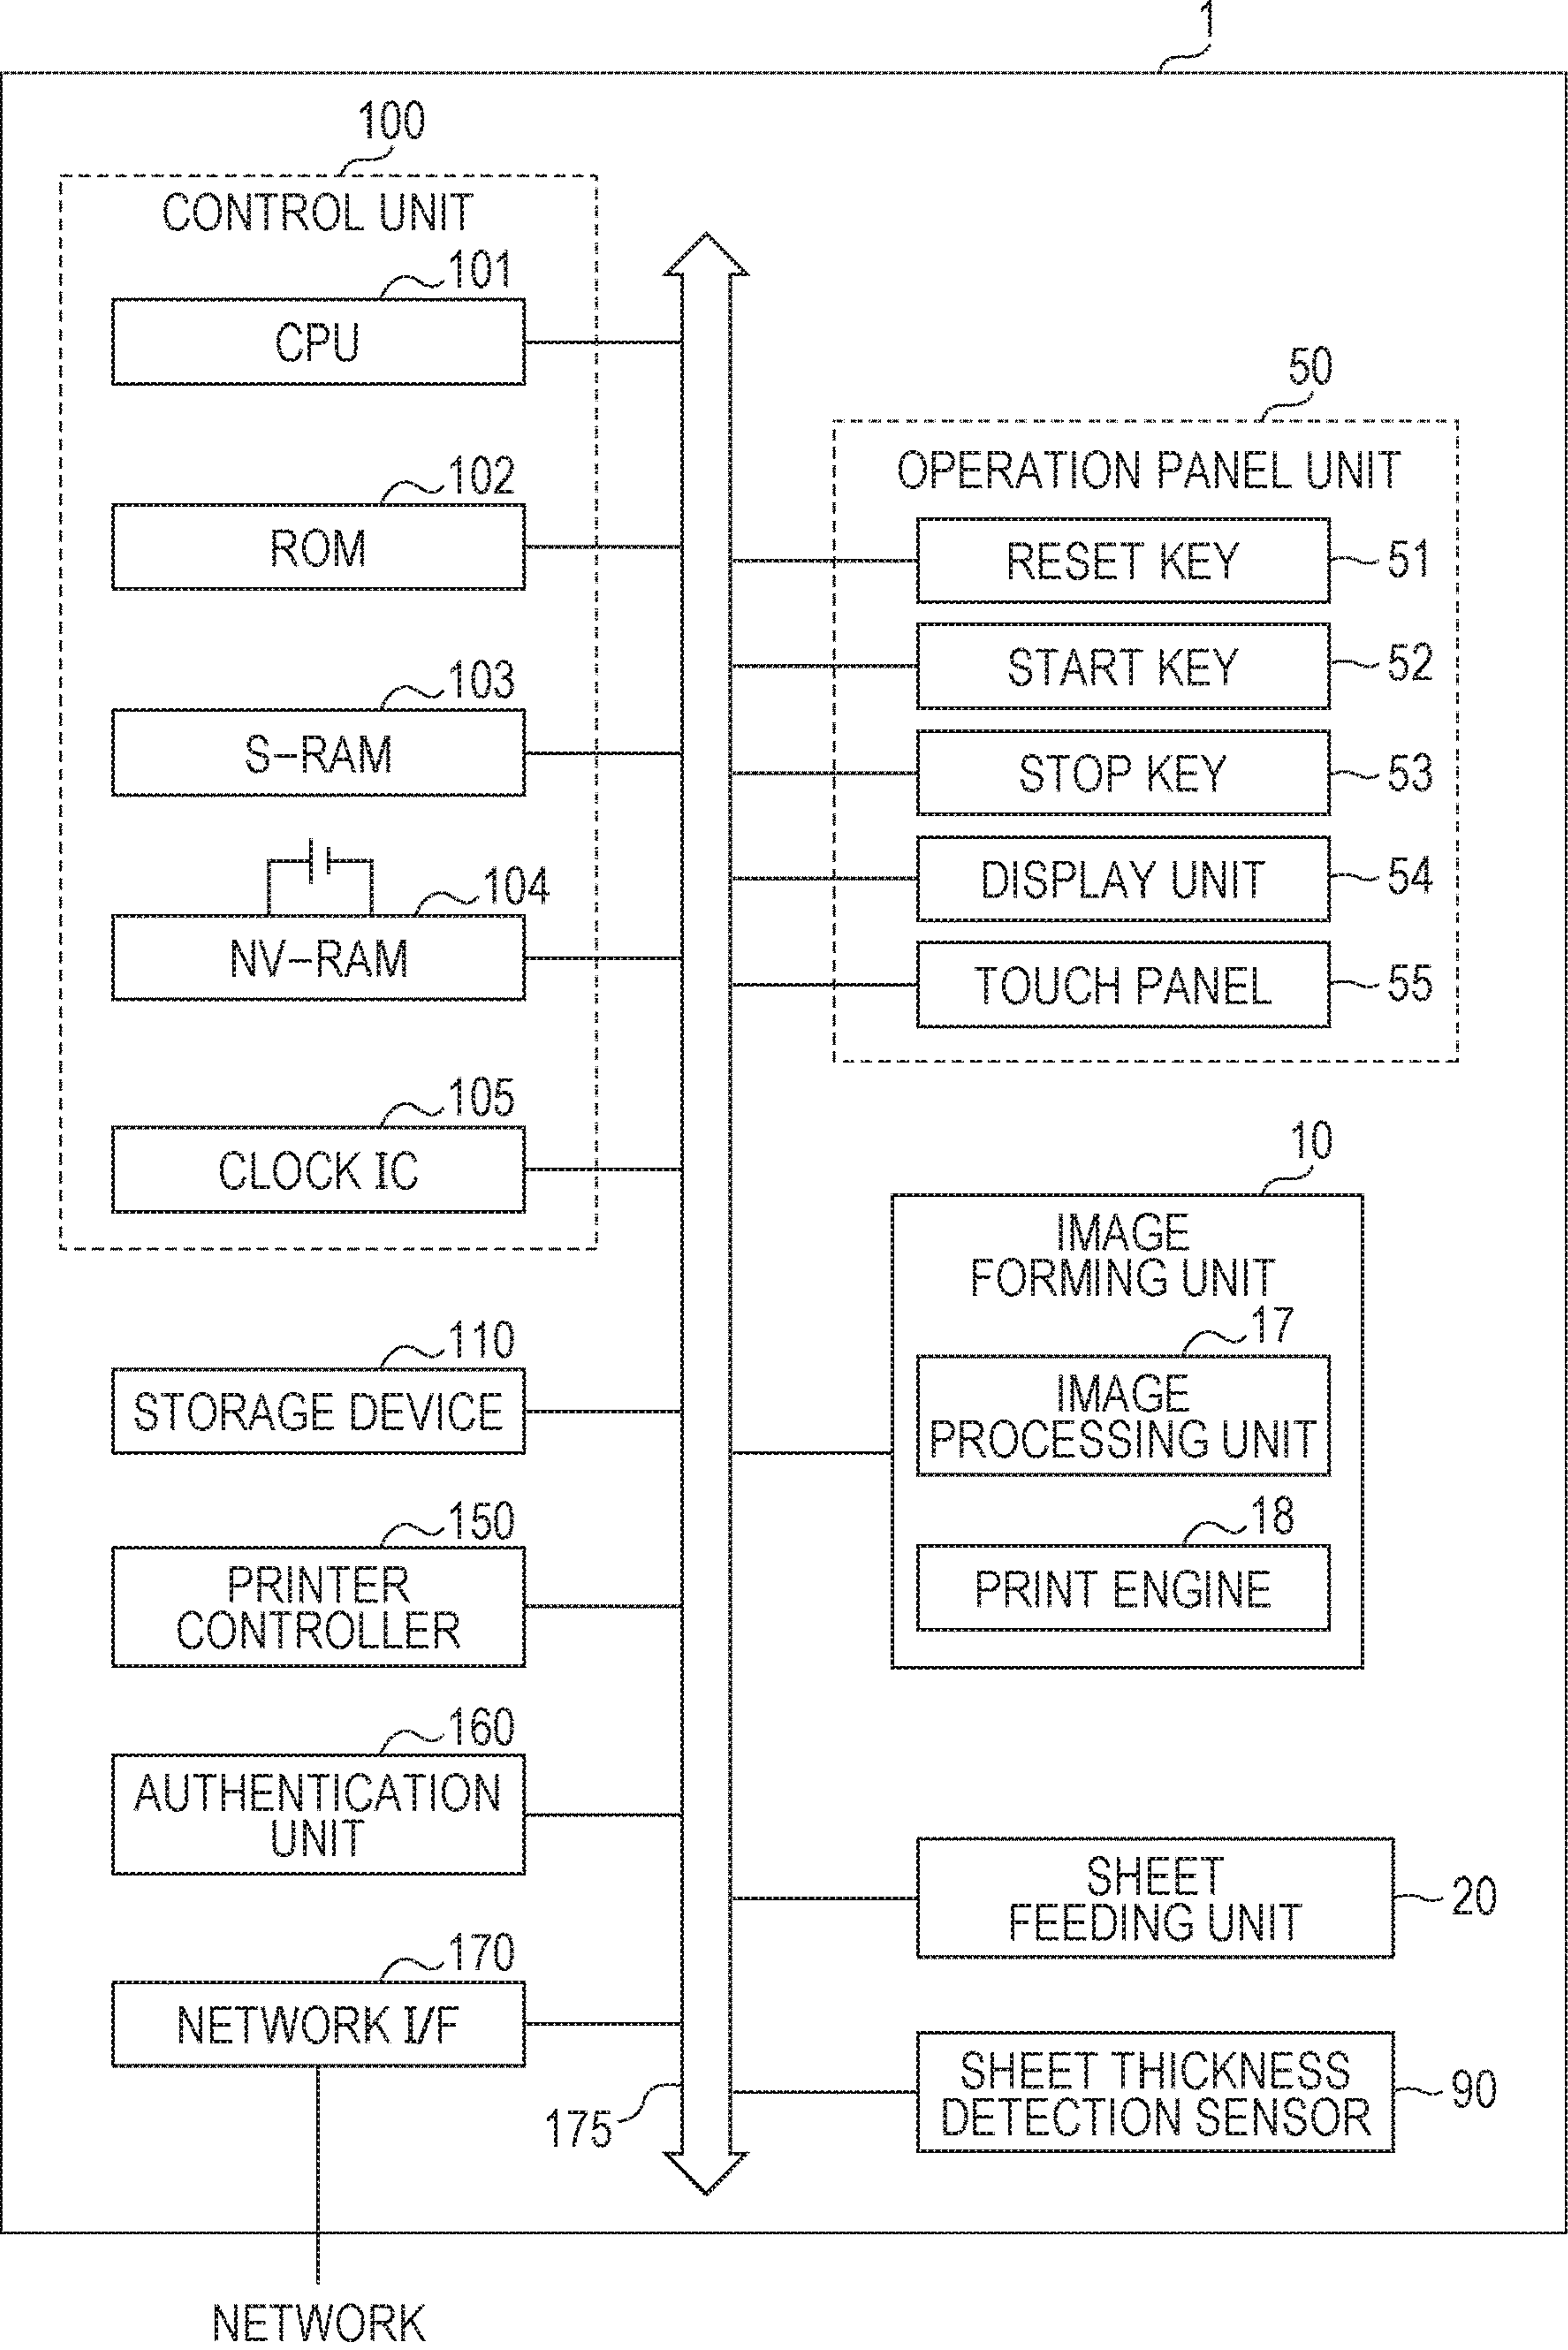 1
100
CONTROL UNIT
101
CPU
102
ROM
103
S-RAM
104
NV-RAM
105
CLOCK IC
110
STORAGE DEVICE
150
PRINTER
CONTROLLER
160
AUTHENTICATION
UNIT
170
NETWORK I/F
175
NETWORK
50
OPERATION PANEL UNIT
RESET KEY 51
START KEY 52
STOP KEY 53
DISPLAY UNIT 54
TOUCH PANEL 55
10
IMAGE
FORMING UNIT
17
IMAGE
PROCESSING UNIT
18
PRINT ENGINE
SHEET
FEEDING UNIT
20
SHEET THICKNESS
DETECTION SENSOR
90